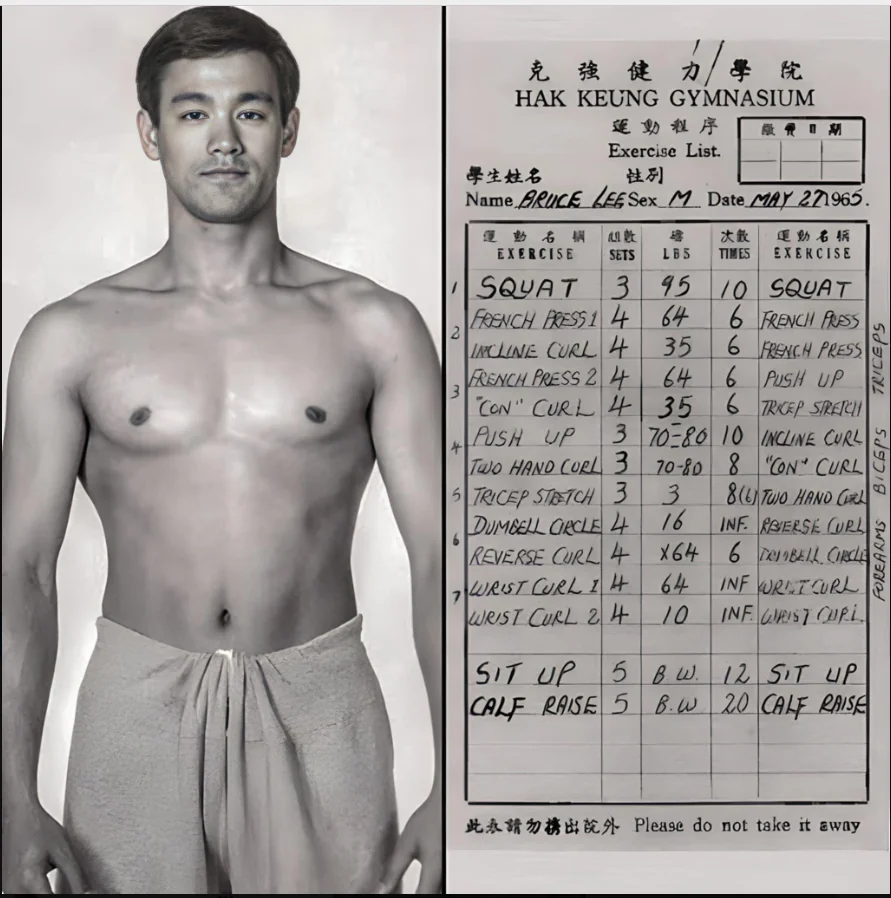 克強健力學院
HAK KEUNG GYMNASIUM
運動程序
Exercise List.
繳費日期
學生姓名 性別
Name BRUCE LEE Sex M Date MAY 27 1965.
運動名稱 組數 磅 次數 運動名稱
EXERCISE SETS LBS TIMES EXERCISE
1 SQUAT 3 95 10 SQUAT
2 FRENCH PRESS 1 4 64 6 FRENCH PRESS
INCLINE CURL 4 35 6 FRENCH PRESS
3 FRENCH PRESS 2 4 64 6 PUSH UP
"CON" CURL 4 35 6 TRICEP STRETCH
4 PUSH UP 3 70-80 10 INCLINE CURL
TWO HAND CURL 3 70-80 8 "CON" CURL
5 TRICEP STRETCH 3 3 8(6) TWO HAND CURL
DUMBELL CIRCLE 4 16 INF. REVERSE CURL
6 REVERSE CURL 4 X64 6 DUMBELL CIRCLE
7 WRIST CURL 1 4 64 INF WRIST CURL
WRIST CURL 2 4 10 INF. WRIST CURL
SIT UP 5 B.W. 12 SIT UP
CALF RAISE 5 B.W 20 CALF RAISE
TRICEPS
BICEPS
FOREARMS
此表請勿携出院外 Please do not take it away